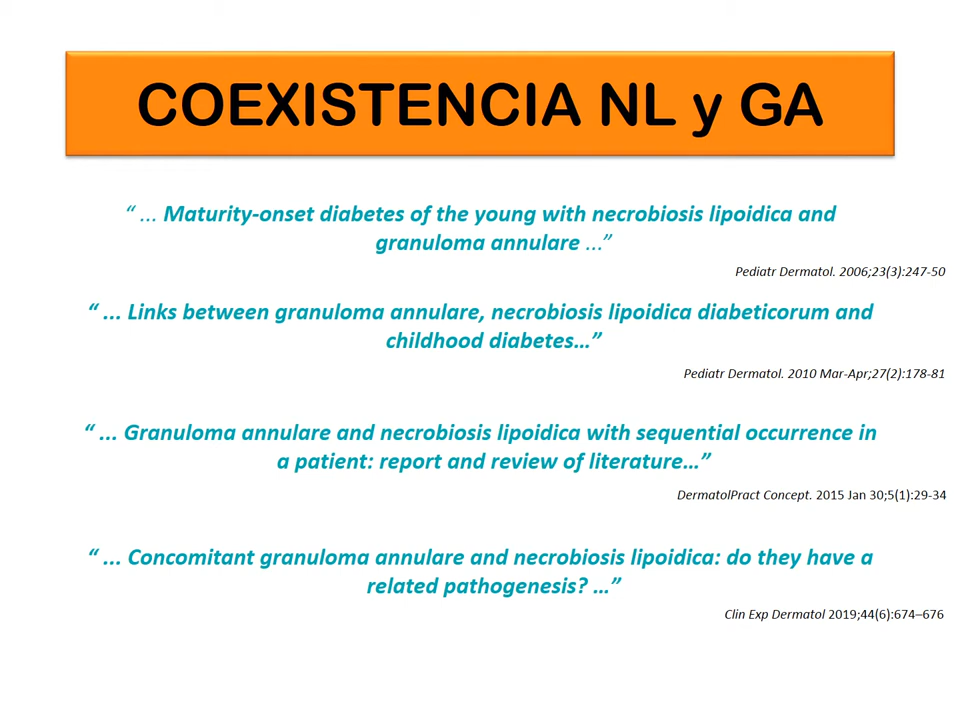 COEXISTENCIA NL y GA
“ ... Maturity-onset diabetes of the young with necrobiosis lipoidica and
granuloma annulare ...”
Pediatr Dermatol. 2006;23(3):247-50
“ ... Links between granuloma annulare, necrobiosis lipoidica diabeticorum and
childhood diabetes...”
Pediatr Dermatol. 2010 Mar-Apr;27(2):178-81
“ ... Granuloma annulare and necrobiosis lipoidica with sequential occurrence in
a patient: report and review of literature...”
DermatolPract Concept. 2015 Jan 30;5(1):29-34
“ ... Concomitant granuloma annulare and necrobiosis lipoidica: do they have a
related pathogenesis? ...”
Clin Exp Dermatol 2019;44(6):674–676